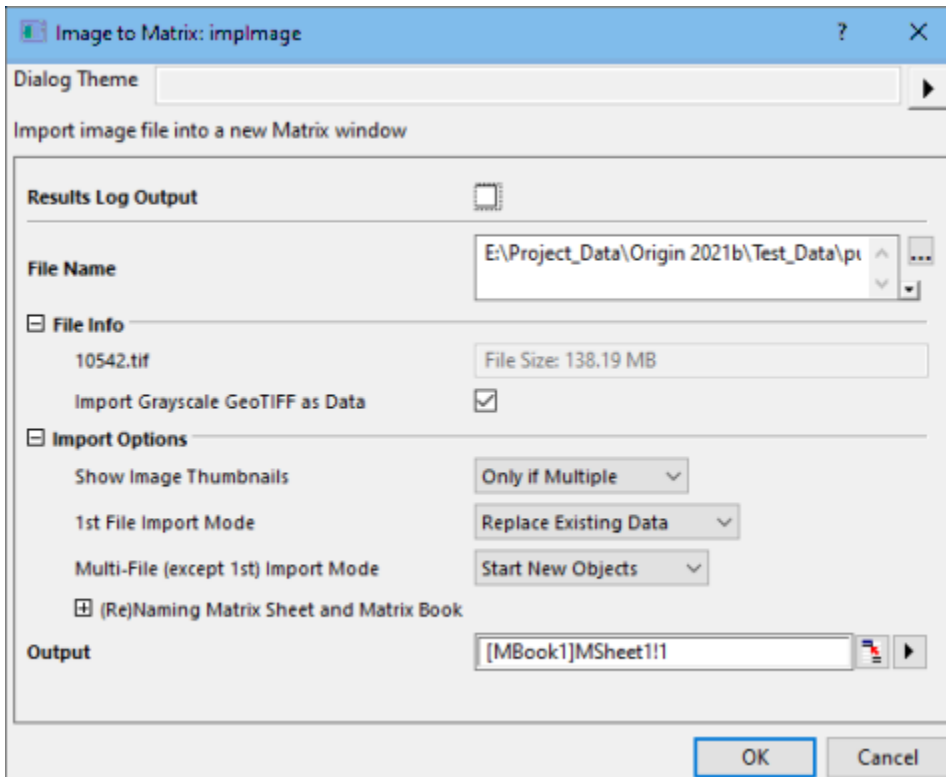 Image to Matrix: impImage
Dialog Theme
Import image file into a new Matrix window
Results Log Output
File Name E:\Project_Data\Origin 2021b\Test_Data\pu
File Info
10542.tif File Size: 138.19 MB
Import Grayscale GeoTIFF as Data
Import Options
Show Image Thumbnails Only if Multiple
1st File Import Mode Replace Existing Data
Multi-File (except 1st) Import Mode Start New Objects
(Re)Naming Matrix Sheet and Matrix Book
Output [MBook1]MSheet1!1
OK Cancel